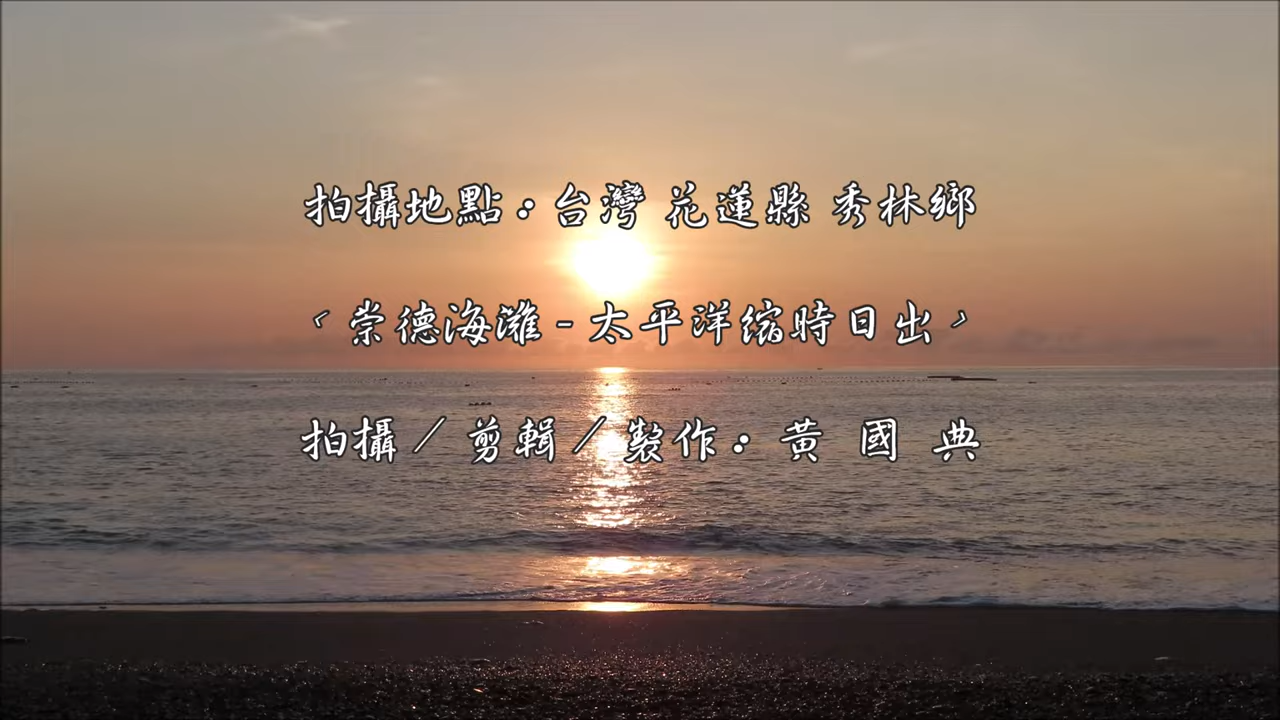 拍攝地點•台灣 花蓮縣 秀林鄉
﹤崇德海灘-太平洋縮時日出﹥
拍攝／剪輯／製作• 黃 國 典